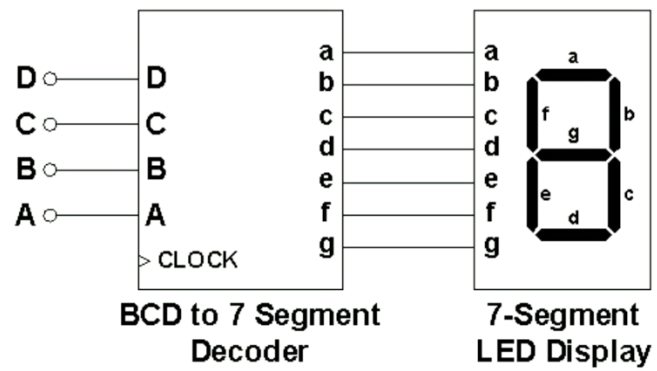 D D a a
C C b b
B B c c
A A d d
e e
f f
g g
> CLOCK
a
f b
g
e c
d
BCD to 7 Segment
Decoder
7-Segment
LED Display